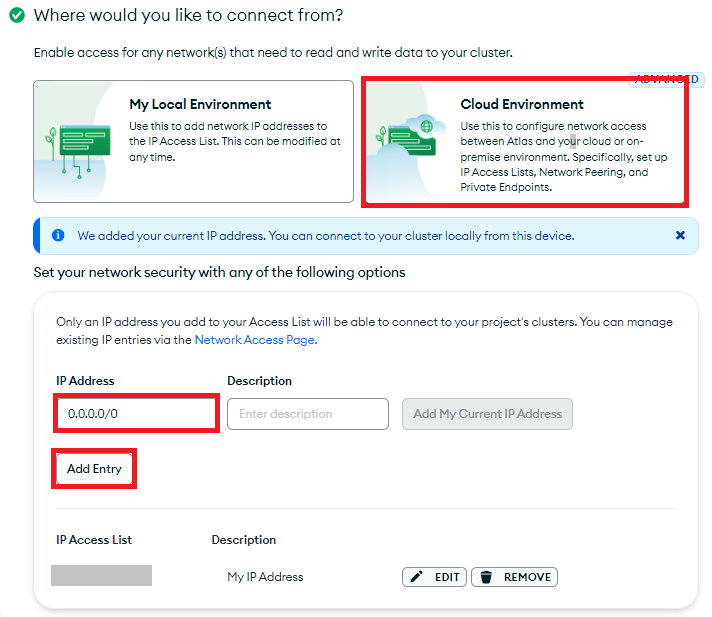 Where would you like to connect from?
Enable access for any network(s) that need to read and write data to your cluster.
ADVANCED
My Local Environment
Use this to add network IP addresses to
the IP Access List. This can be modified at
any time.
Cloud Environment
Use this to configure network access
between Atlas and your cloud or on-
premise environment. Specifically, set up
IP Access Lists, Network Peering, and
Private Endpoints.
We added your current IP address. You can connect to your cluster locally from this device.
Set your network security with any of the following options
Only an IP address you add to your Access List will be able to connect to your project's clusters. You can manage
existing IP entries via the Network Access Page.
IP Address Description
0.0.0.0/0 Enter description Add My Current IP Address
Add Entry
IP Access List Description
My IP Address EDIT REMOVE